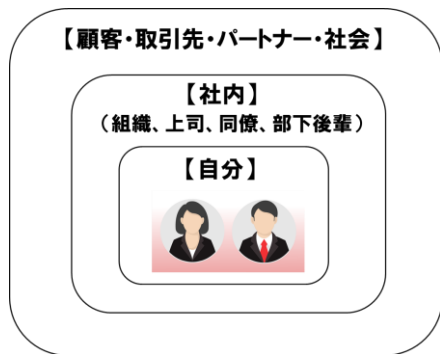 【顧客・取引先・パートナー・社会】
【社内】
（組織、上司、同僚、部下後輩）
【自分】